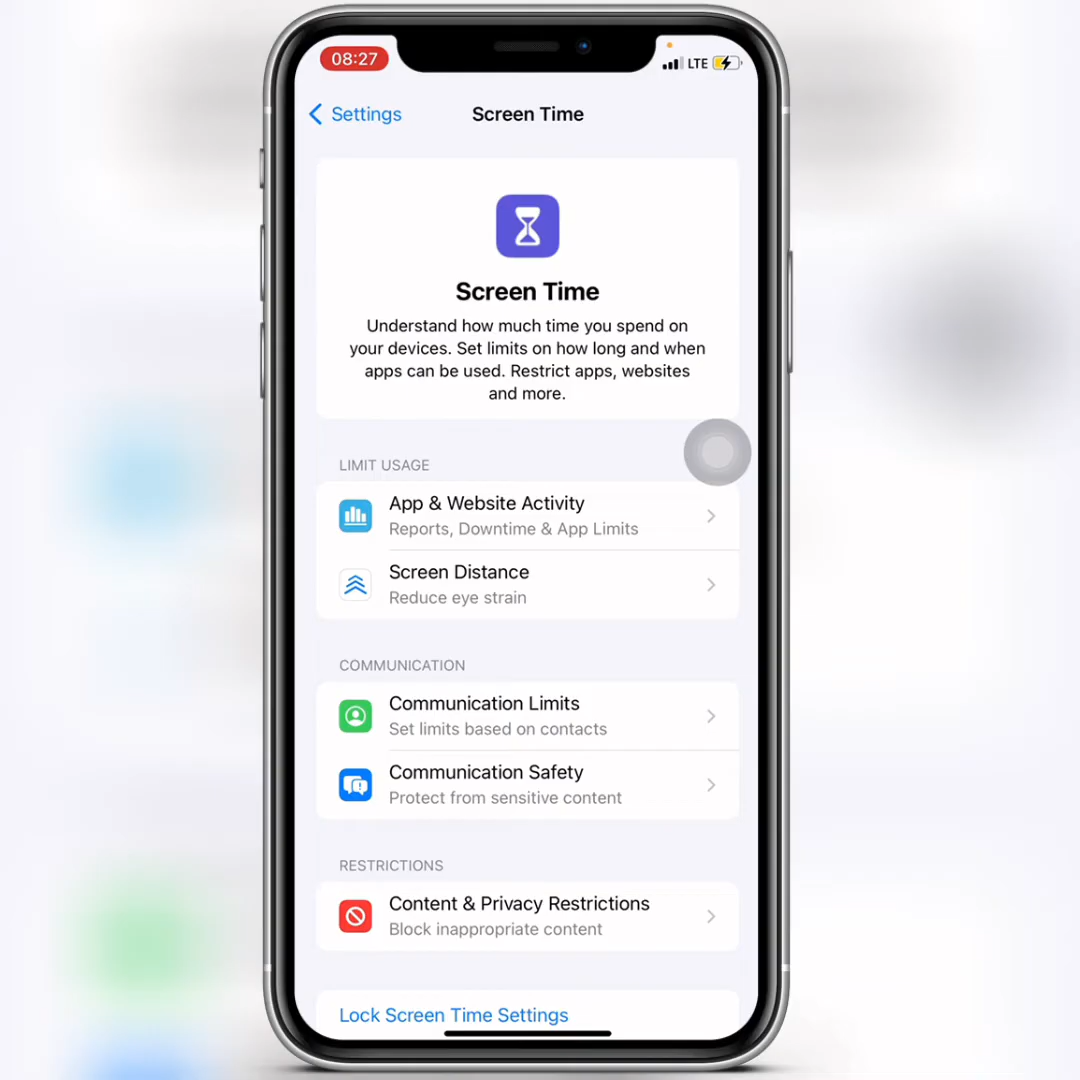 08:27
LTE
Settings
Screen Time
Screen Time
Understand how much time you spend on
your devices. Set limits on how long and when
apps can be used. Restrict apps, websites
and more.
LIMIT USAGE
App & Website Activity
Reports, Downtime & App Limits
Screen Distance
Reduce eye strain
COMMUNICATION
Communication Limits
Set limits based on contacts
Communication Safety
Protect from sensitive content
RESTRICTIONS
Content & Privacy Restrictions
Block inappropriate content
Lock Screen Time Settings